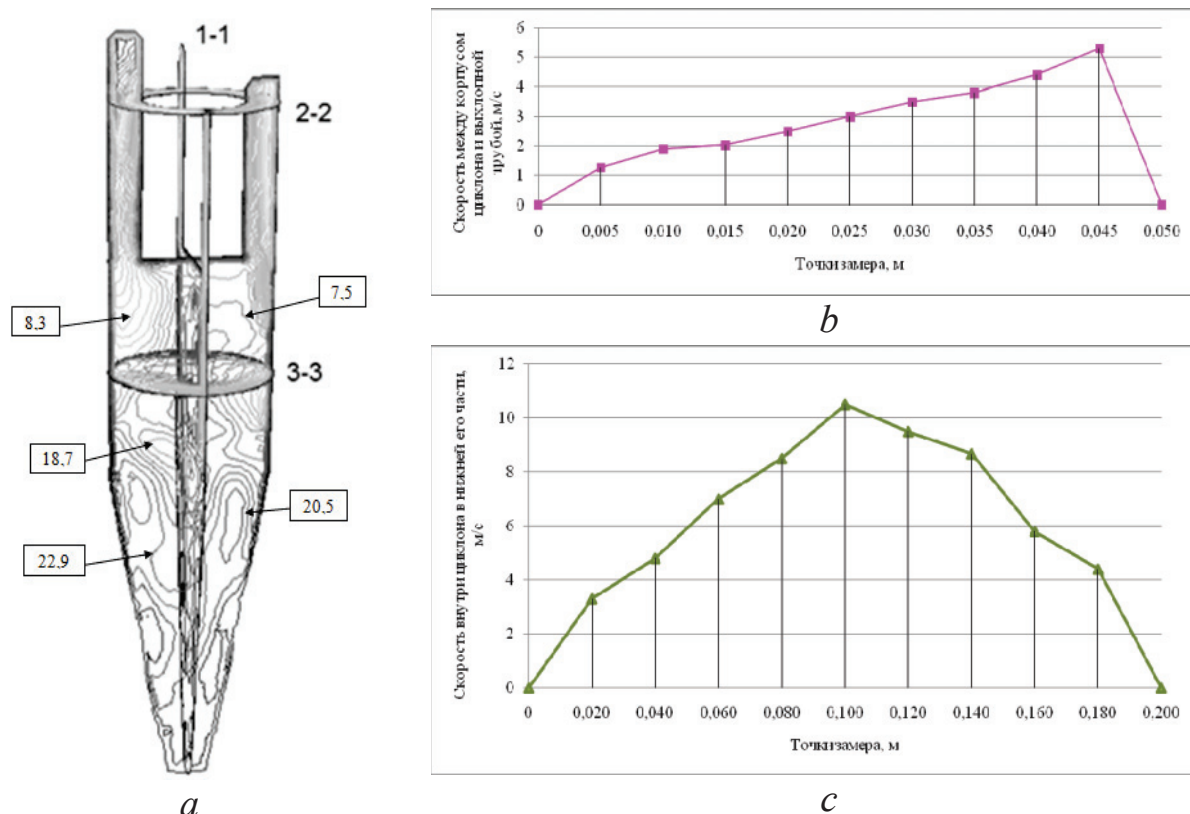 1-1
2-2
8,3
7,5
3-3
18,7
20,5
22,9
a
Скорость между корпусом
циклона и выхлопной
трубой, м/с
6
5
4
3
2
1
0
0 0,005 0,010 0,015 0,020 0,025 0,030 0,035 0,040 0,045 0,050
Точки замера, м
b
Скорость внутри циклона в нижней его части,
м/с
12
10
8
6
4
2
0
0 0,020 0,040 0,060 0,080 0,100 0,120 0,140 0,160 0,180 0,200
Точки замера, м
c